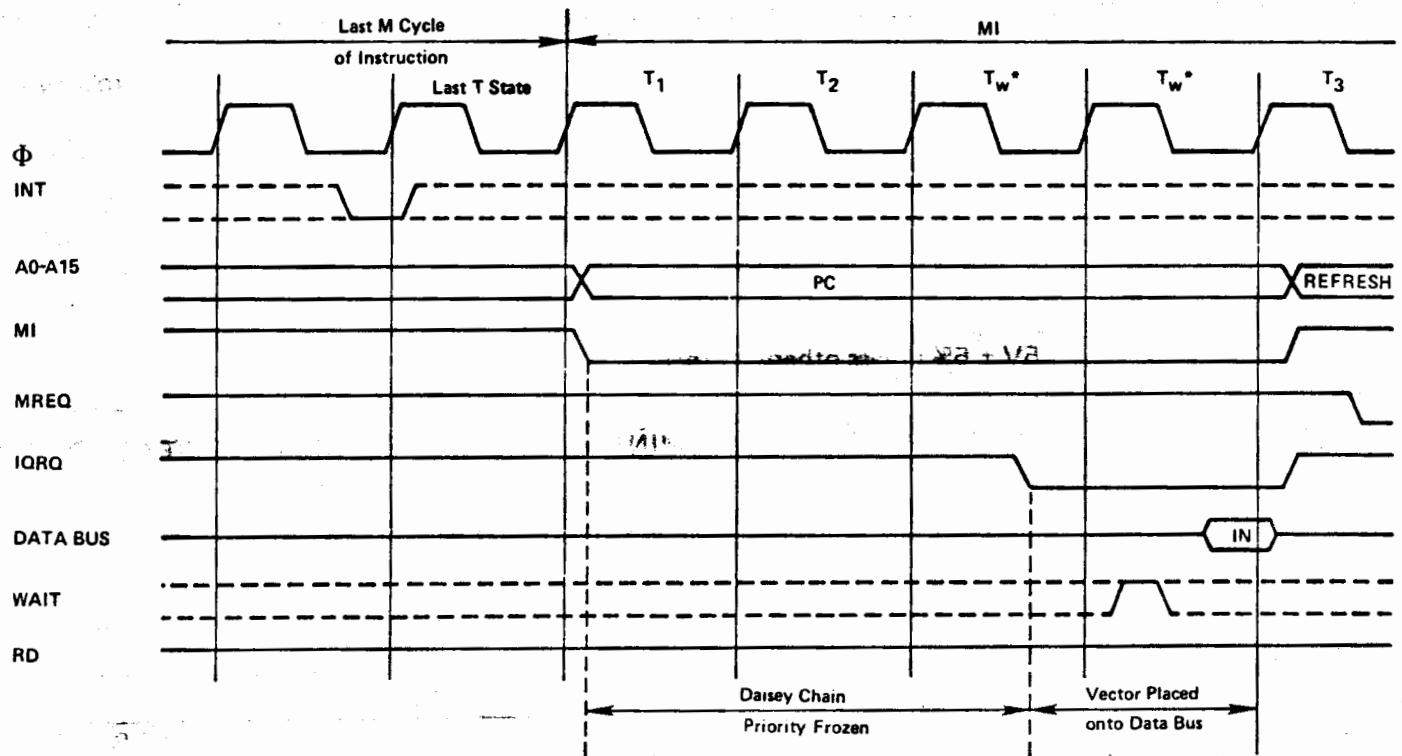 Last M Cycle
of Instruction
MI
Last T State
T1
T2
Tw*
Tw*
T3
Φ
INT
A0-A15
PC
REFRESH
MI
MREQ
IQRQ
DATA BUS
IN
WAIT
RD
Daisey Chain
Priority Frozen
Vector Placed
onto Data Bus